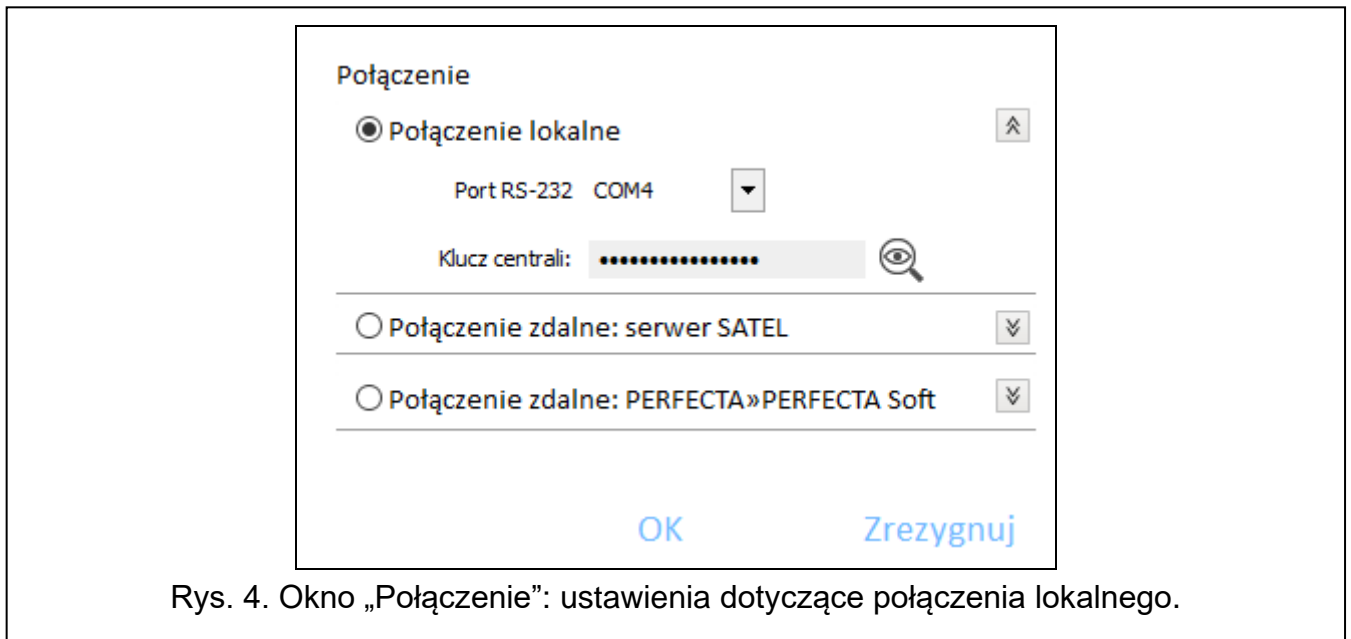 Połączenie
Połączenie lokalne
Port RS-232 COM4
Klucz centrali: ••••••••••••••••
Połączenie zdalne: serwer SATEL
Połączenie zdalne: PERFECTA»PERFECTA Soft
OK Zrezygnuj
Rys. 4. Okno „Połączenie”: ustawienia dotyczące połączenia lokalnego.